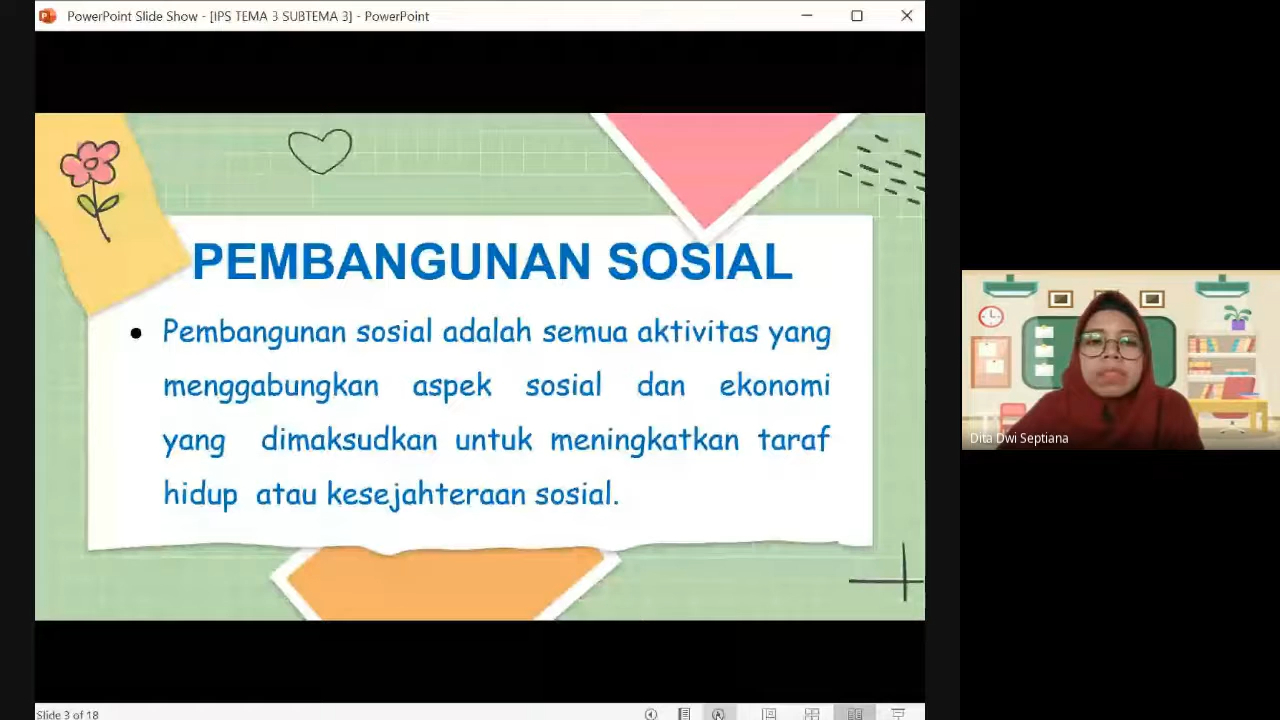 PowerPoint Slide Show - [IPS TEMA 3 SUBTEMA 3] - PowerPoint
PEMBANGUNAN SOSIAL
• Pembangunan sosial adalah semua aktivitas yang
menggabungkan aspek sosial dan ekonomi
yang dimaksudkan untuk meningkatkan taraf
hidup atau kesejahteraan sosial.
Dita Dwi Septiana
Slide 3 of 18